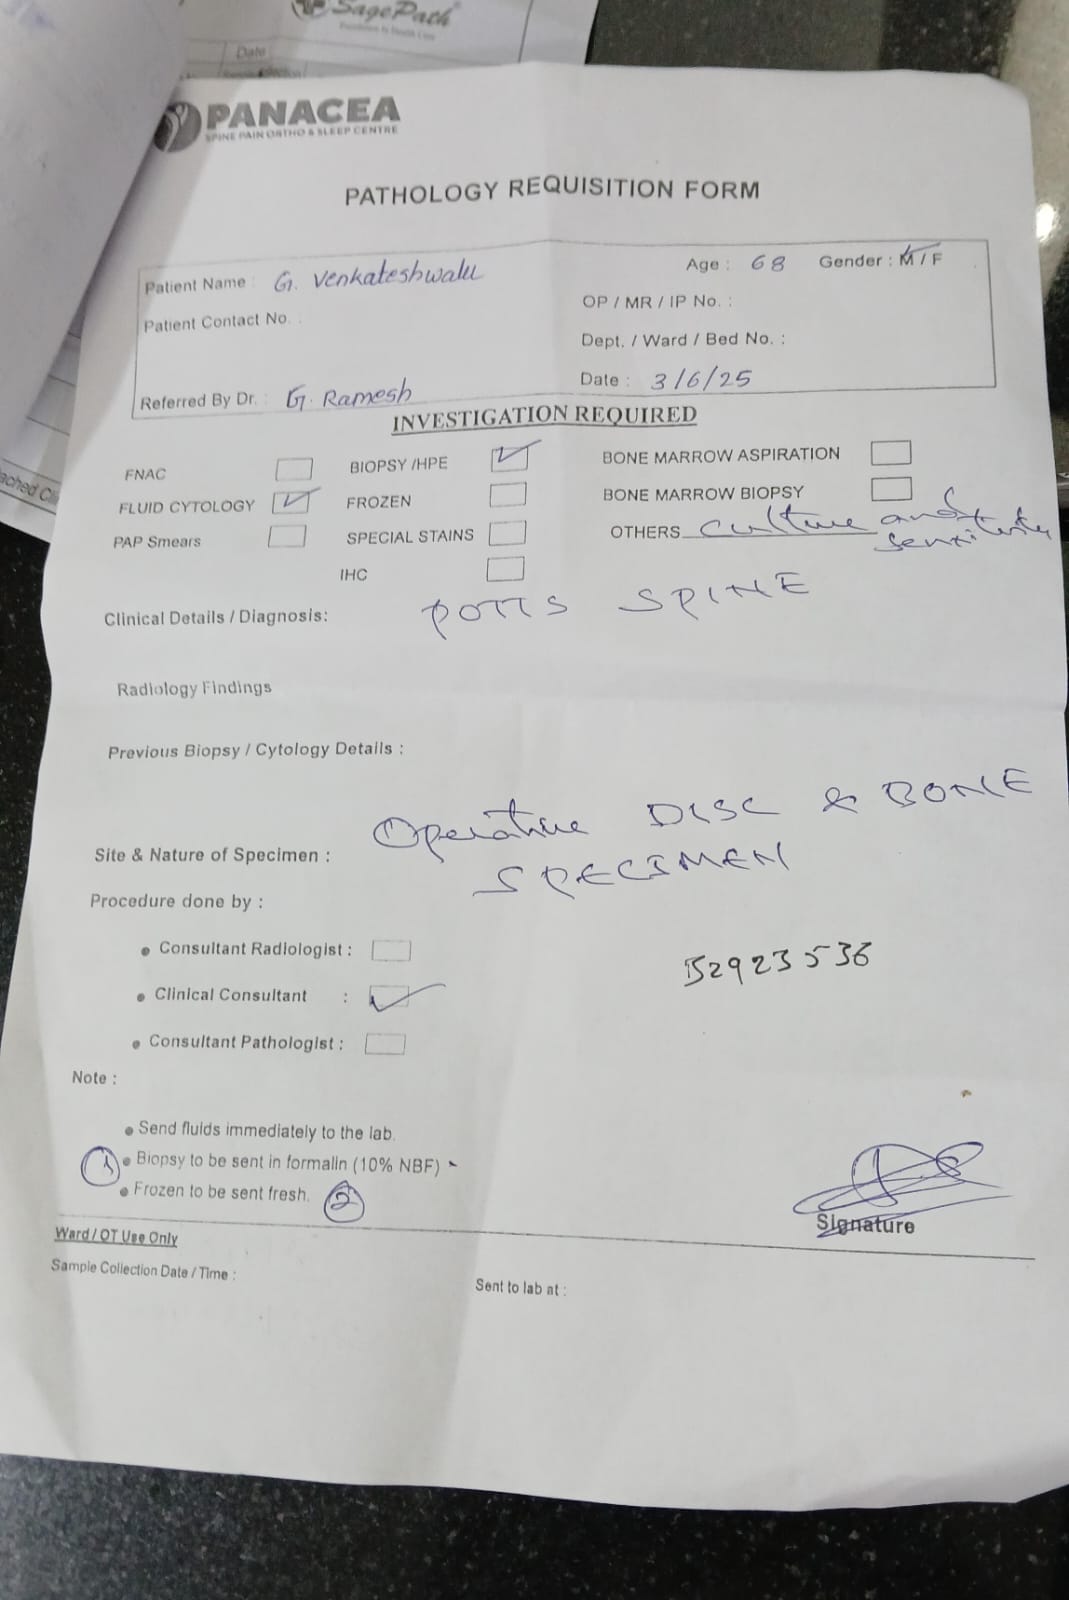 SagePath
Date
PANACEA
SPINE PAIN ORTHO & SLEEP CENTRE
PATHOLOGY REQUISITION FORM
Patient Name : G. Venkateshwalu
Age : 68 Gender : M / F
Patient Contact No. :
OP / MR / IP No. :
Dept. / Ward / Bed No. :
Referred By Dr. : G. Ramesh
Date : 3/6/25
INVESTIGATION REQUIRED
FNAC BIOPSY /HPE BONE MARROW ASPIRATION
FLUID CYTOLOGY FROZEN BONE MARROW BIOPSY
PAP Smears SPECIAL STAINS OTHERS culture and
IHC
Clinical Details / Diagnosis: POTTS SPINE
Radiology Findings
Previous Biopsy / Cytology Details :
Site & Nature of Specimen : Operative DISC & BONE
SPECIMEN
Procedure done by :
• Consultant Radiologist :
• Clinical Consultant :
• Consultant Pathologist :
B2923536
Note :
• Send fluids immediately to the lab.
1 • Biopsy to be sent in formalin (10% NBF)
• Frozen to be sent fresh. 2
Signature
Ward / OT Use Only
Sample Collection Date / Time :
Sent to lab at :